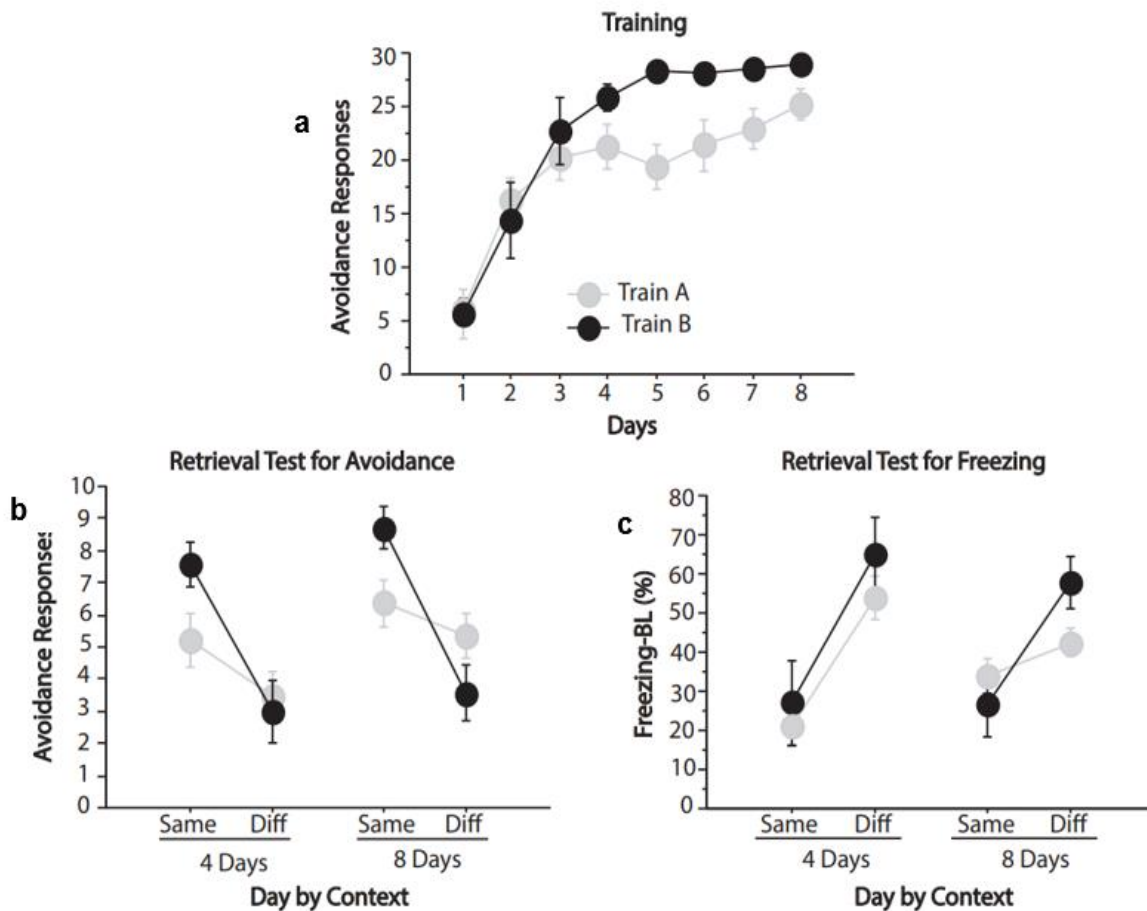 Training
a
Avoidance Responses
30
25
20
15
10
5
0
Train A
Train B
1 2 3 4 5 6 7 8
Days
Retrieval Test for Avoidance
b
Avoidance Response:
10
9
8
7
6
5
4
3
2
1
0
Same Diff Same Diff
4 Days 8 Days
Day by Context
Retrieval Test for Freezing
c
Freezing-BL (%)
80
70
60
50
40
30
20
10
0
Same Diff Same Diff
4 Days 8 Days
Day by Context